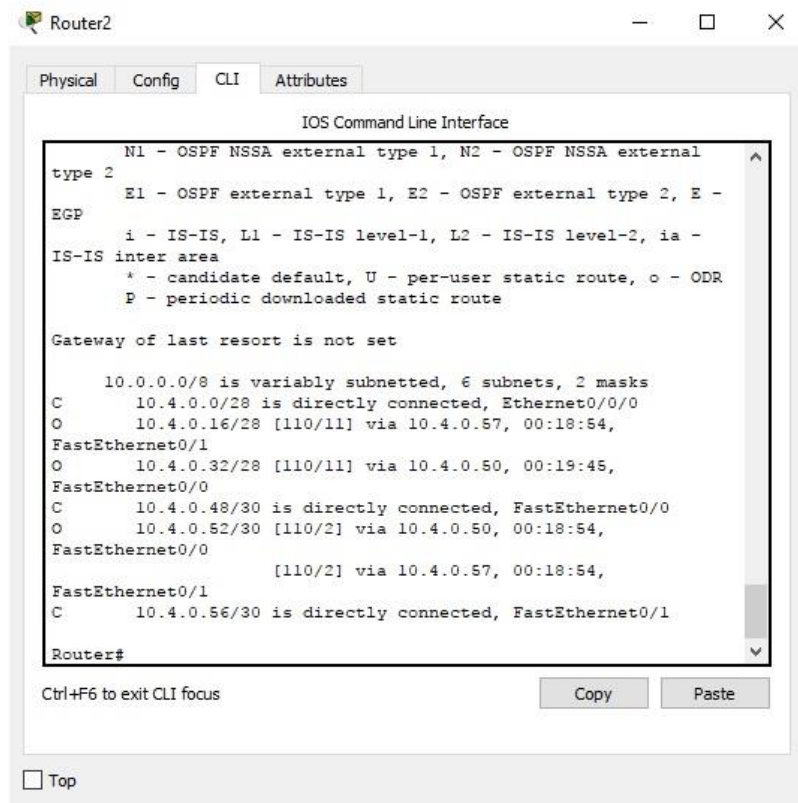 Router2
Physical Config CLI Attributes
IOS Command Line Interface
N1 - OSPF NSSA external type 1, N2 - OSPF NSSA external
type 2
E1 - OSPF external type 1, E2 - OSPF external type 2, E -
EGP
i - IS-IS, L1 - IS-IS level-1, L2 - IS-IS level-2, ia -
IS-IS inter area
* - candidate default, U - per-user static route, o - ODR
P - periodic downloaded static route
Gateway of last resort is not set
10.0.0.0/8 is variably subnetted, 6 subnets, 2 masks
C 10.4.0.0/28 is directly connected, Ethernet0/0/0
O 10.4.0.16/28 [110/11] via 10.4.0.57, 00:18:54,
FastEthernet0/1
O 10.4.0.32/28 [110/11] via 10.4.0.50, 00:19:45,
FastEthernet0/0
C 10.4.0.48/30 is directly connected, FastEthernet0/0
O 10.4.0.52/30 [110/2] via 10.4.0.50, 00:18:54,
FastEthernet0/0
[110/2] via 10.4.0.57, 00:18:54,
FastEthernet0/1
C 10.4.0.56/30 is directly connected, FastEthernet0/1
Router#
Ctrl+F6 to exit CLI focus
Copy Paste
Top